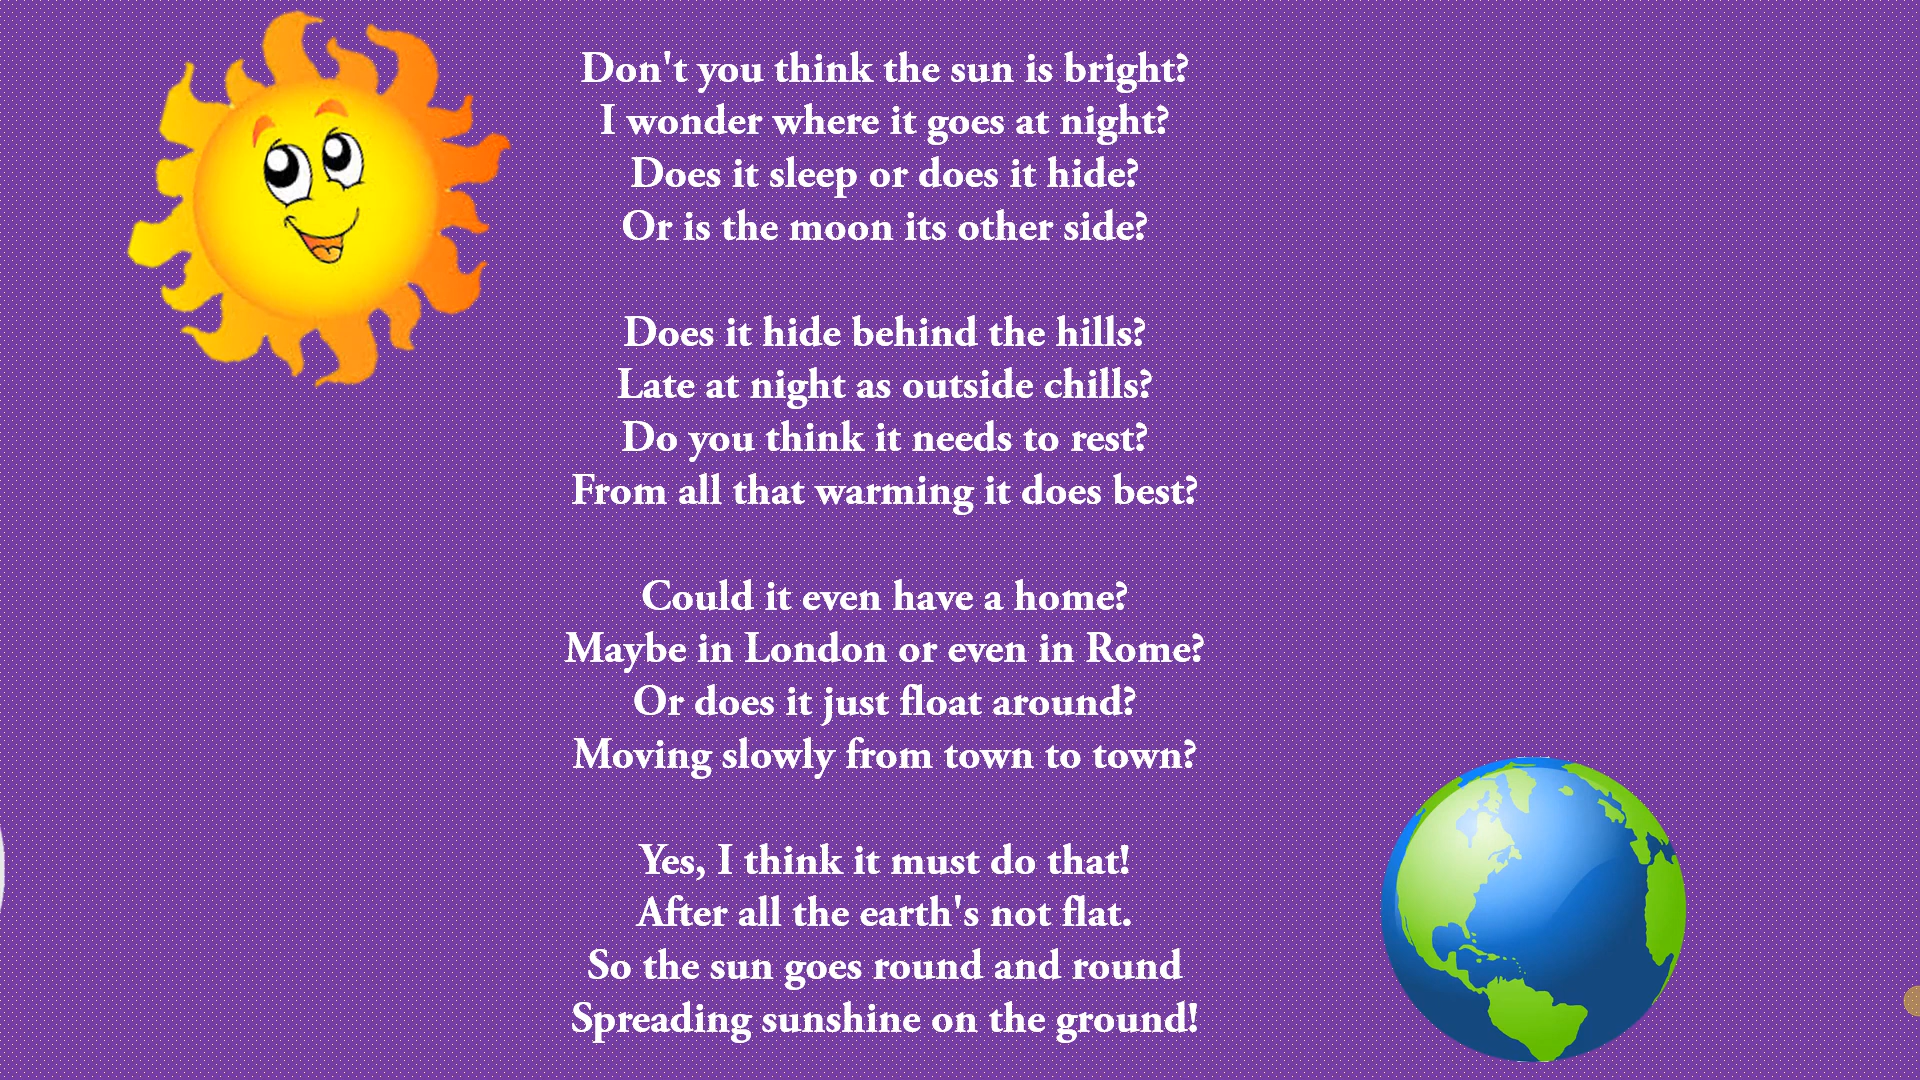 Don't you think the sun is bright?
I wonder where it goes at night?
Does it sleep or does it hide?
Or is the moon its other side?
Does it hide behind the hills?
Late at night as outside chills?
Do you think it needs to rest?
From all that warming it does best?
Could it even have a home?
Maybe in London or even in Rome?
Or does it just float around?
Moving slowly from town to town?
Yes, I think it must do that!
After all the earth's not flat.
So the sun goes round and round
Spreading sunshine on the ground!